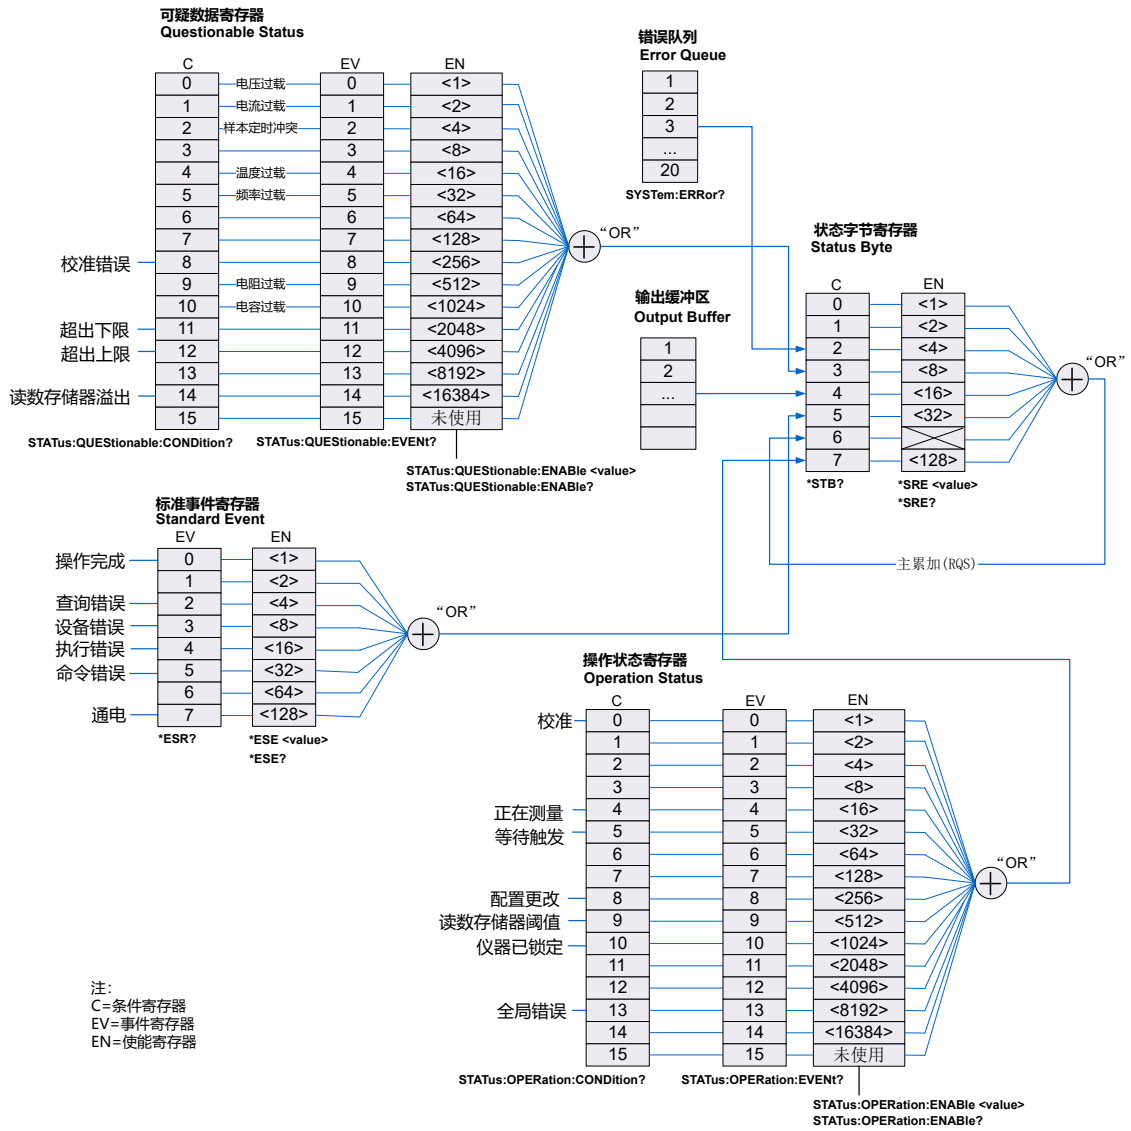 可疑数据寄存器
Questionable Status
C
EV
EN
0 电压过载 0 <1>
1 电流过载 1 <2>
2 样本定时冲突 2 <4>
3 3 <8>
4 温度过载 4 <16>
5 频率过载 5 <32>
6 6 <64>
7 7 <128>
校准错误 8 8 <256>
9 电阻过载 9 <512>
10 电容过载 10 <1024>
超出下限 11 11 <2048>
超出上限 12 12 <4096>
13 13 <8192>
读数存储器溢出 14 14 <16384>
15 15 未使用
STATus:QUEStionable:CONDition?
STATus:QUEStionable:EVENt?
STATus:QUEStionable:ENABle <value>
STATus:QUEStionable:ENABle?
“OR”
错误队列
Error Queue
1
2
3
...
20
SYSTem:ERRor?
输出缓冲区
Output Buffer
1
2
...
状态字节寄存器
Status Byte
C
EN
0 <1>
1 <2>
2 <4>
3 <8>
4 <16>
5 <32>
6
7 <128>
*STB?
*SRE <value>
*SRE?
“OR”
主累加(RQS)
标准事件寄存器
Standard Event
EV
EN
操作完成 0 <1>
1 <2>
查询错误 2 <4>
设备错误 3 <8>
执行错误 4 <16>
命令错误 5 <32>
6 <64>
通电 7 <128>
*ESR?
*ESE <value>
*ESE?
“OR”
操作状态寄存器
Operation Status
C
EV
EN
校准 0 0 <1>
1 1 <2>
2 2 <4>
3 3 <8>
正在测量 4 4 <16>
等待触发 5 5 <32>
6 6 <64>
7 7 <128>
配置更改 8 8 <256>
读数存储器阈值 9 9 <512>
仪器已锁定 10 10 <1024>
11 11 <2048>
12 12 <4096>
全局错误 13 13 <8192>
14 14 <16384>
15 15 未使用
STATus:OPERation:CONDition?
STATus:OPERation:EVENt?
STATus:OPERation:ENABle <value>
STATus:OPERation:ENABle?
“OR”
注:
C=条件寄存器
EV=事件寄存器
EN=使能寄存器